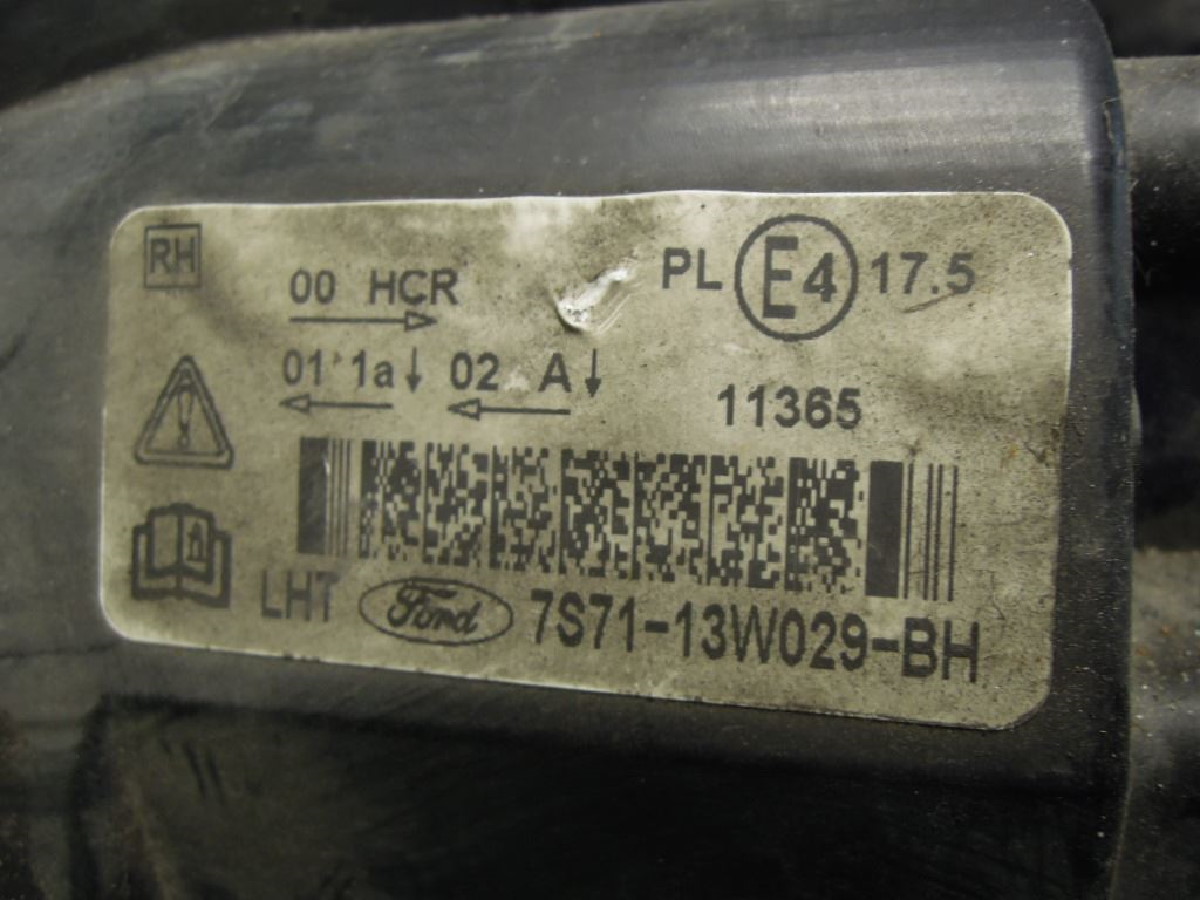 RH
00 HCR
PL E4 17.5
01 1a 02 A
11365
LHT Ford 7S71-13W029-BH